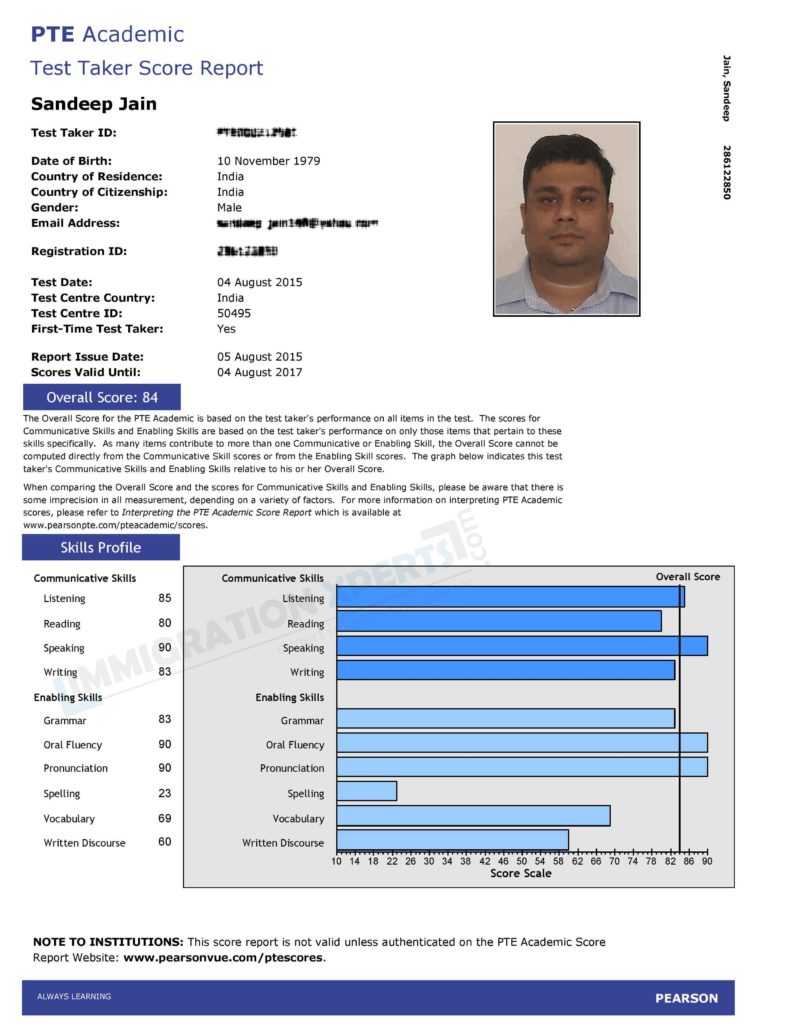 PTE Academic
Test Taker Score Report
Sandeep Jain
Test Taker ID:
Date of Birth: 10 November 1979
Country of Residence: India
Country of Citizenship: India
Gender: Male
Email Address:
Registration ID:
Test Date: 04 August 2015
Test Centre Country: India
Test Centre ID: 50495
First-Time Test Taker: Yes
Report Issue Date: 05 August 2015
Scores Valid Until: 04 August 2017
Jain, Sandeep 286122850
Overall Score: 84
The Overall Score for the PTE Academic is based on the test taker's performance on all items in the test. The scores for
Communicative Skills and Enabling Skills are based on the test taker's performance on only those items that pertain to these
skills specifically. As many items contribute to more than one Communicative or Enabling Skill, the Overall Score cannot be
computed directly from the Communicative Skill scores or from the Enabling Skill scores. The graph below indicates this test
taker's Communicative Skills and Enabling Skills relative to his or her Overall Score.
When comparing the Overall Score and the scores for Communicative Skills and Enabling Skills, please be aware that there is
some imprecision in all measurement, depending on a variety of factors. For more information on interpreting PTE Academic
scores, please refer to Interpreting the PTE Academic Score Report which is available at
www.pearsonpte.com/pteacademic/scores.
Skills Profile
Communicative Skills
Listening 85
Reading 80
Speaking 90
Writing 83
Enabling Skills
Grammar 83
Oral Fluency 90
Pronunciation 90
Spelling 23
Vocabulary 69
Written Discourse 60
Communicative Skills
Overall Score
Listening
Reading
Speaking
Writing
Enabling Skills
Grammar
Oral Fluency
Pronunciation
Spelling
Vocabulary
Written Discourse
10 14 18 22 26 30 34 38 42 46 50 54 58 62 66 70 74 78 82 86 90
Score Scale
IMMIGRATION XPERTS.com
NOTE TO INSTITUTIONS: This score report is not valid unless authenticated on the PTE Academic Score
Report Website: www.pearsonvue.com/ptescores.
ALWAYS LEARNING
PEARSON